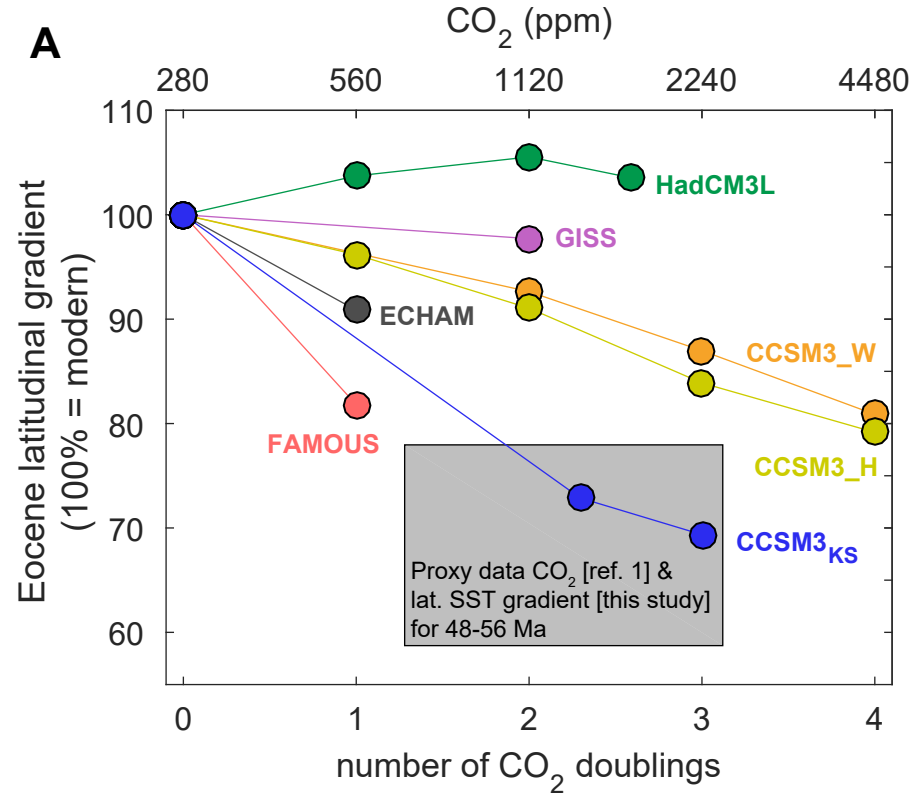 A
CO2 (ppm)
280 560 1120 2240 4480
110
100
90
80
70
60
Eocene latitudinal gradient
(100% = modern)
HadCM3L
GISS
ECHAM
CCSM3_W
FAMOUS
CCSM3_H
CCSM3KS
Proxy data CO2 [ref. 1] &
lat. SST gradient [this study]
for 48-56 Ma
0 1 2 3 4
number of CO2 doublings